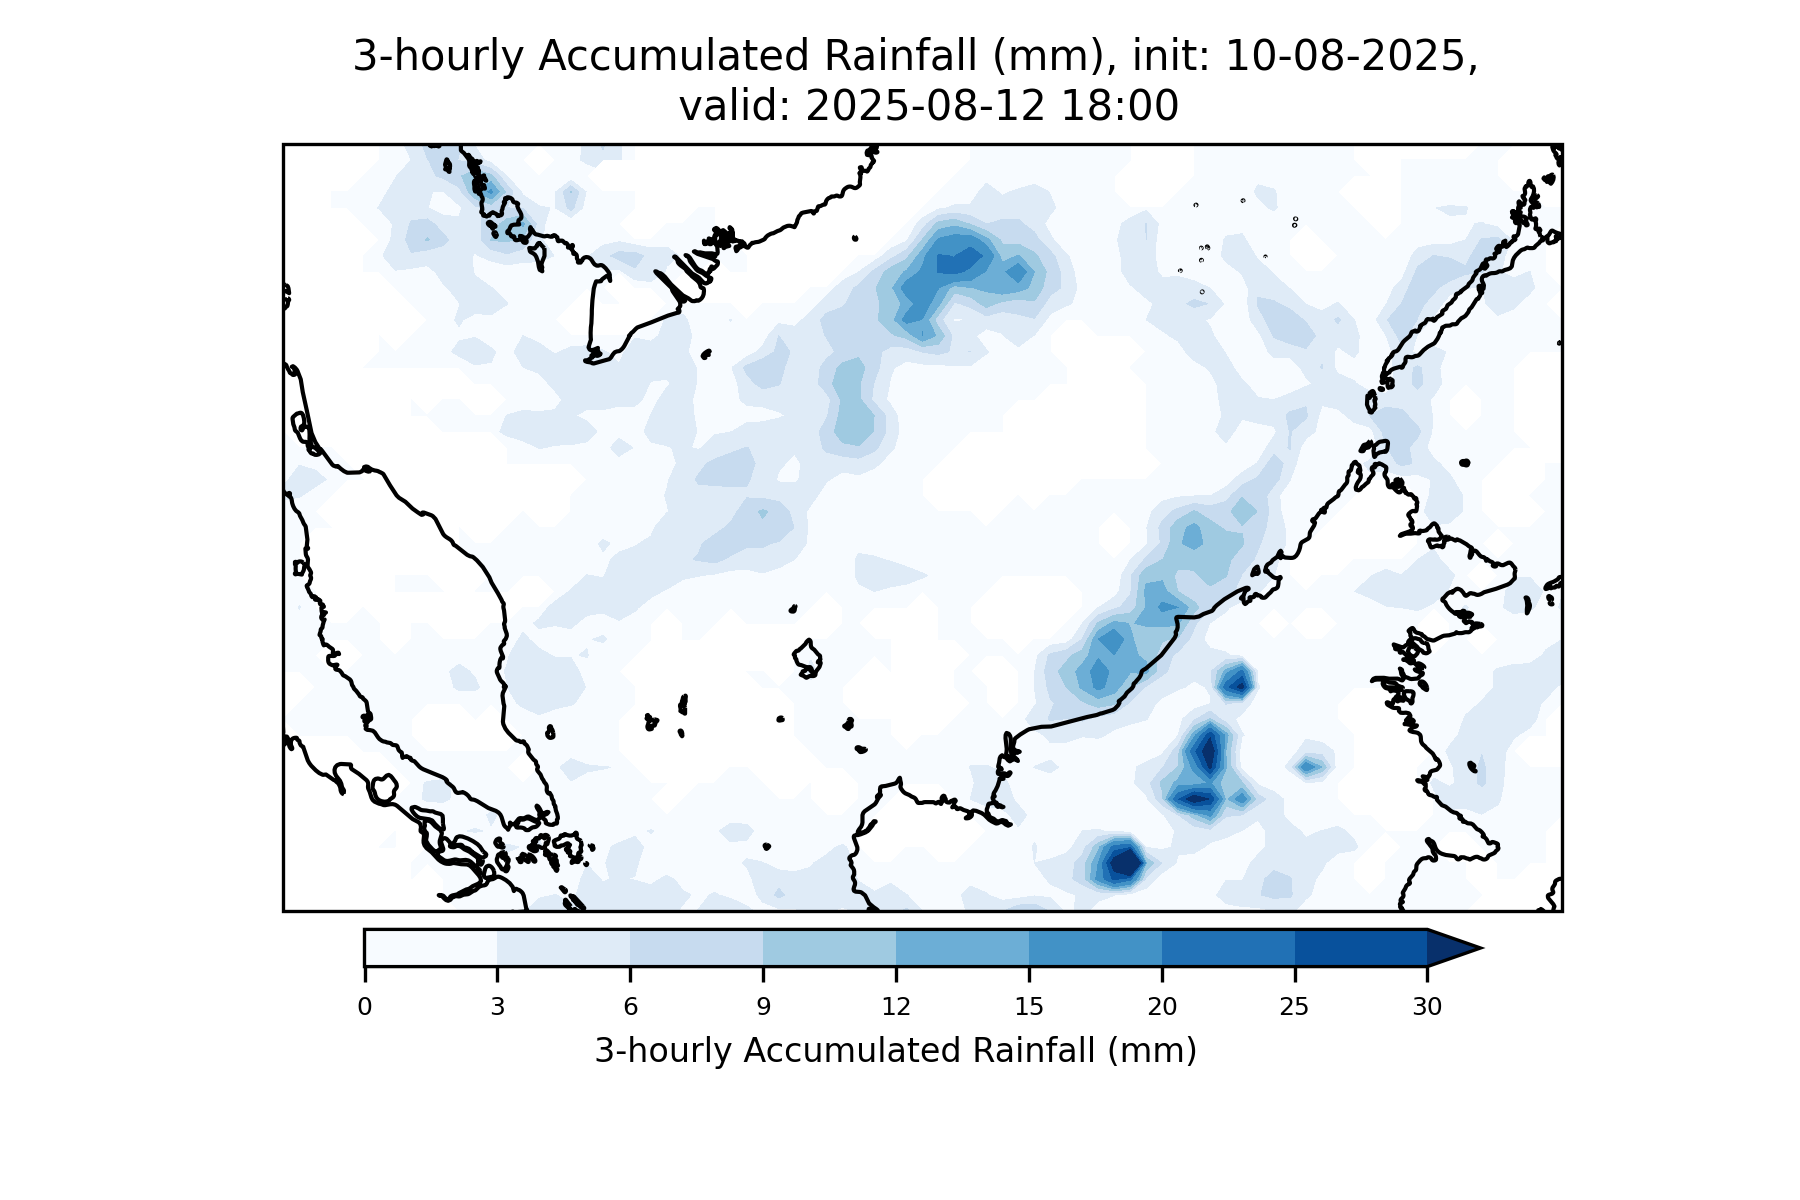 3-hourly Accumulated Rainfall (mm), init: 10-08-2025,
valid: 2025-08-12 18:00
0 3 6 9 12 15 20 25 30
3-hourly Accumulated Rainfall (mm)